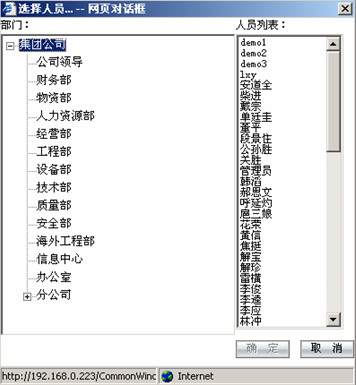 选择人员... -- 网页对话框
部门：
人员列表：
集团公司
公司领导
财务部
物资部
人力资源部
经营部
工程部
设备部
技术部
质量部
安全部
海外工程部
信息中心
办公室
分公司
demo1
demo2
demo3
lxy
安道全
柴进
戴宗
单廷圭
董平
段景住
公孙胜
关胜
管理员
韩滔
郝思文
呼延灼
扈三娘
花荣
黄信
焦挺
解宝
解珍
雷横
李俊
李逵
李应
林冲
确 定
取 消
http://192.168.0.223/CommonWinc
Internet